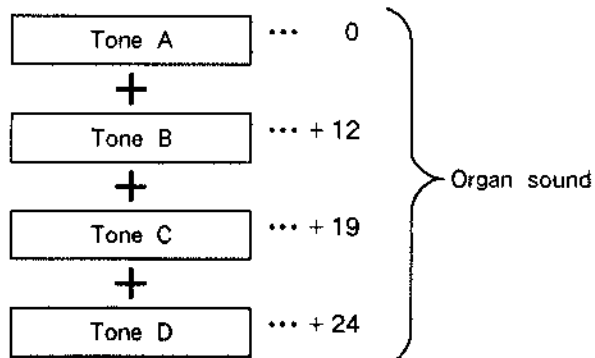 Tone A ... 0
+
Tone B ... + 12
+
Tone C ... + 19
+
Tone D ... + 24
Organ sound